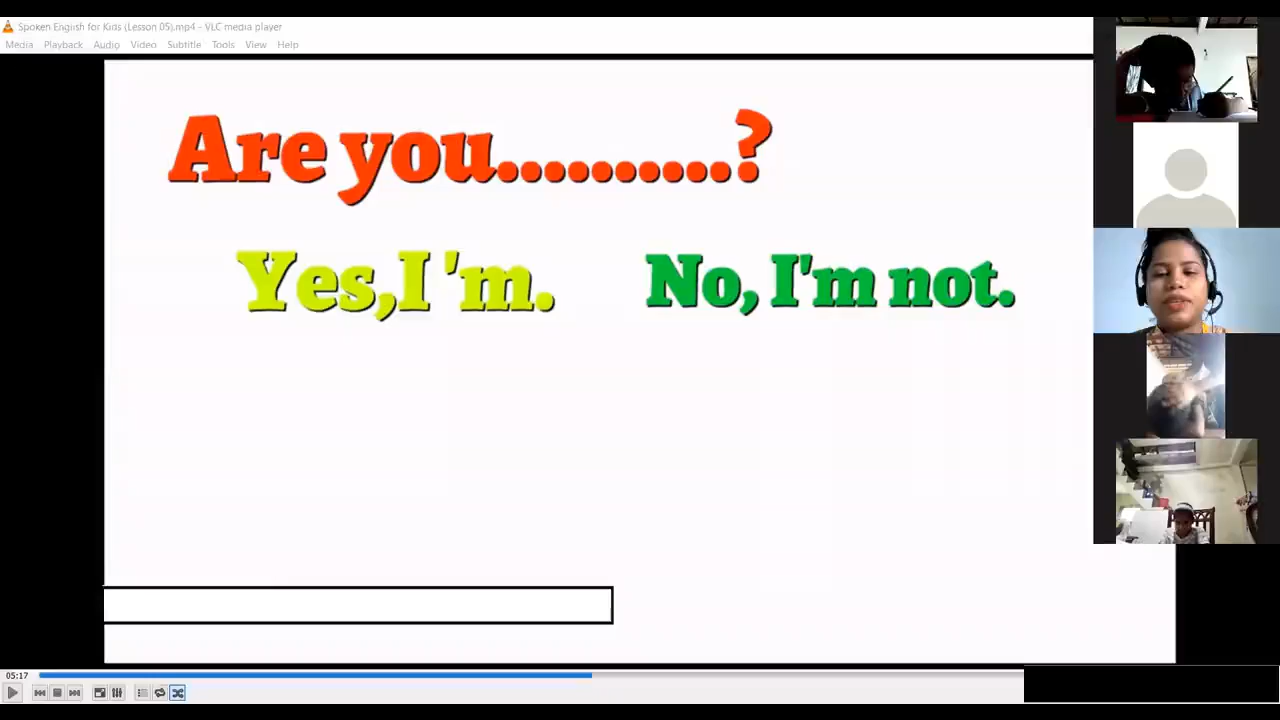 Spoken English for Kids (Lesson 05).mp4 - VLC media player
Media Playback Audio Video Subtitle Tools View Help
Are you..........?
Yes,I 'm. No, I'm not.
05:17